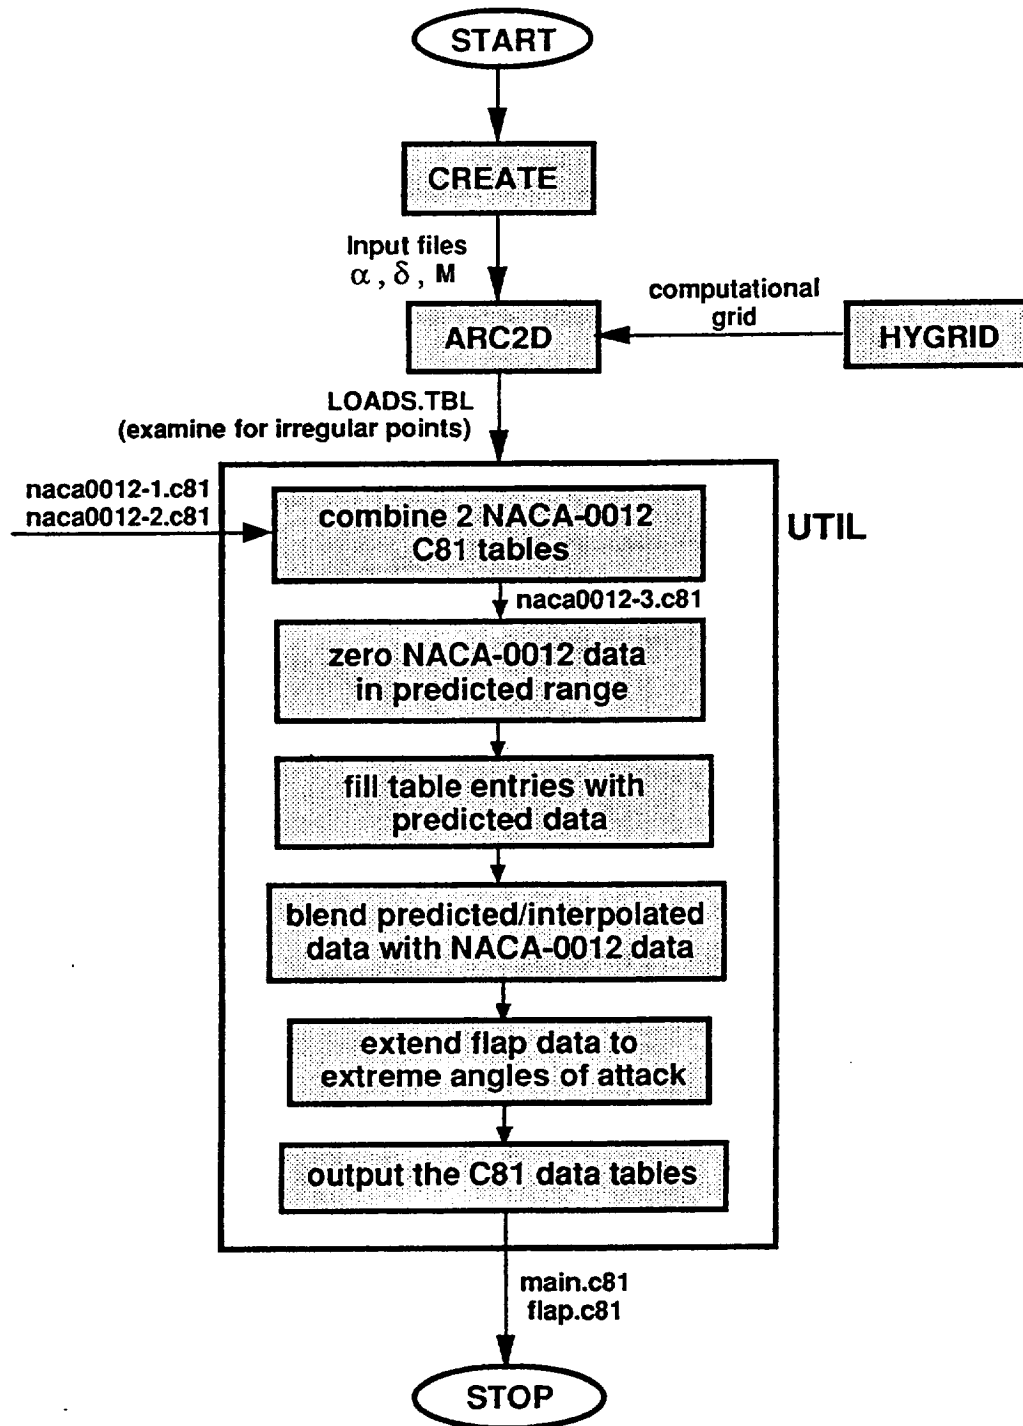 START
CREATE
Input files
α , δ , M
computational
grid
ARC2D
HYGRID
LOADS.TBL
(examine for irregular points)
naca0012-1.c81
naca0012-2.c81
combine 2 NACA-0012
C81 tables
UTIL
naca0012-3.c81
zero NACA-0012 data
in predicted range
fill table entries with
predicted data
blend predicted/interpolated
data with NACA-0012 data
extend flap data to
extreme angles of attack
output the C81 data tables
main.c81
flap.c81
STOP